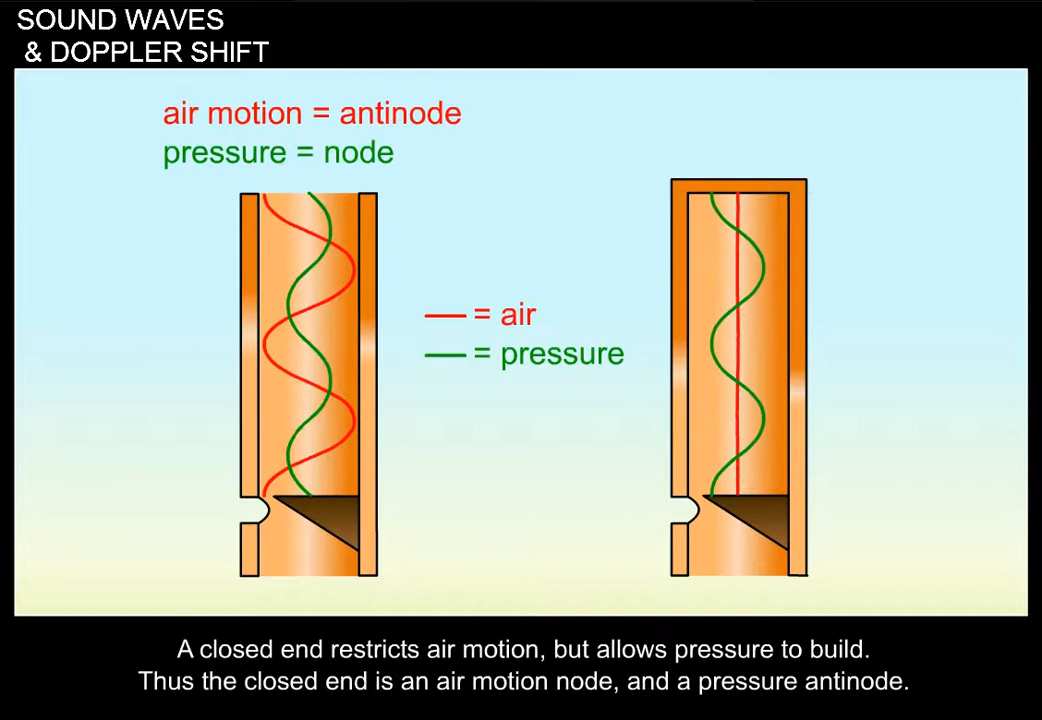 SOUND WAVES
& DOPPLER SHIFT
air motion = antinode
pressure = node
= air
= pressure
A closed end restricts air motion, but allows pressure to build.
Thus the closed end is an air motion node, and a pressure antinode.